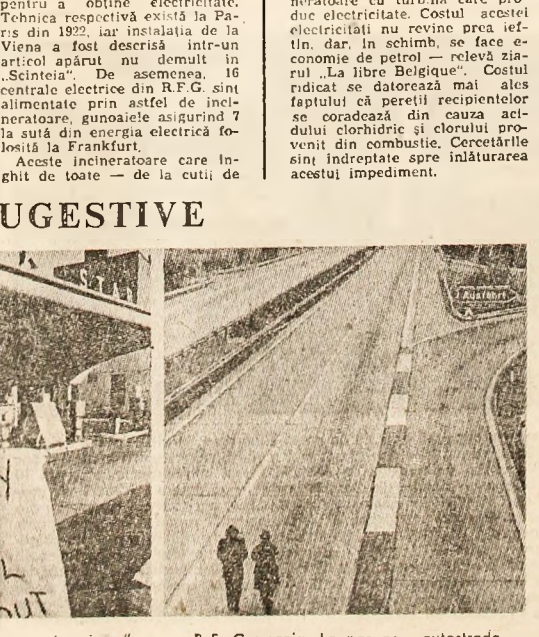 pentru a obține electricitate.
Tehnica respectivă există la Pa-
ris din 1922, iar instalația de la
Viena a fost descrisă într-un
articol apărut nu demult în
„Scînteia". De asemenea, 16
centrale electrice din R.F.G. sînt
alimentate prin astfel de inci-
neratoare, gunoaiele asigurînd 7
la sută din energia electrică fo-
losită la Frankfurt.
Aceste incineratoare care în-
ghit de toate — de la cutii de
neratoare cu turbină care pro-
duc electricitate. Costul acestei
electricități nu revine prea ief-
tin, dar, în schimb, se face e-
conomie de petrol — relevă zia-
rul „La libre Belgique". Costul
ridicat se datorează mai ales
faptului că pereții recipientelor
se coradează din cauza aci-
dului clorhidric și clorului pro-
venit din combustie. Cercetările
sînt îndreptate spre înlăturarea
acestui impediment.
UGESTIVE
STA
Ausfahrt
L
OUT
autostrada